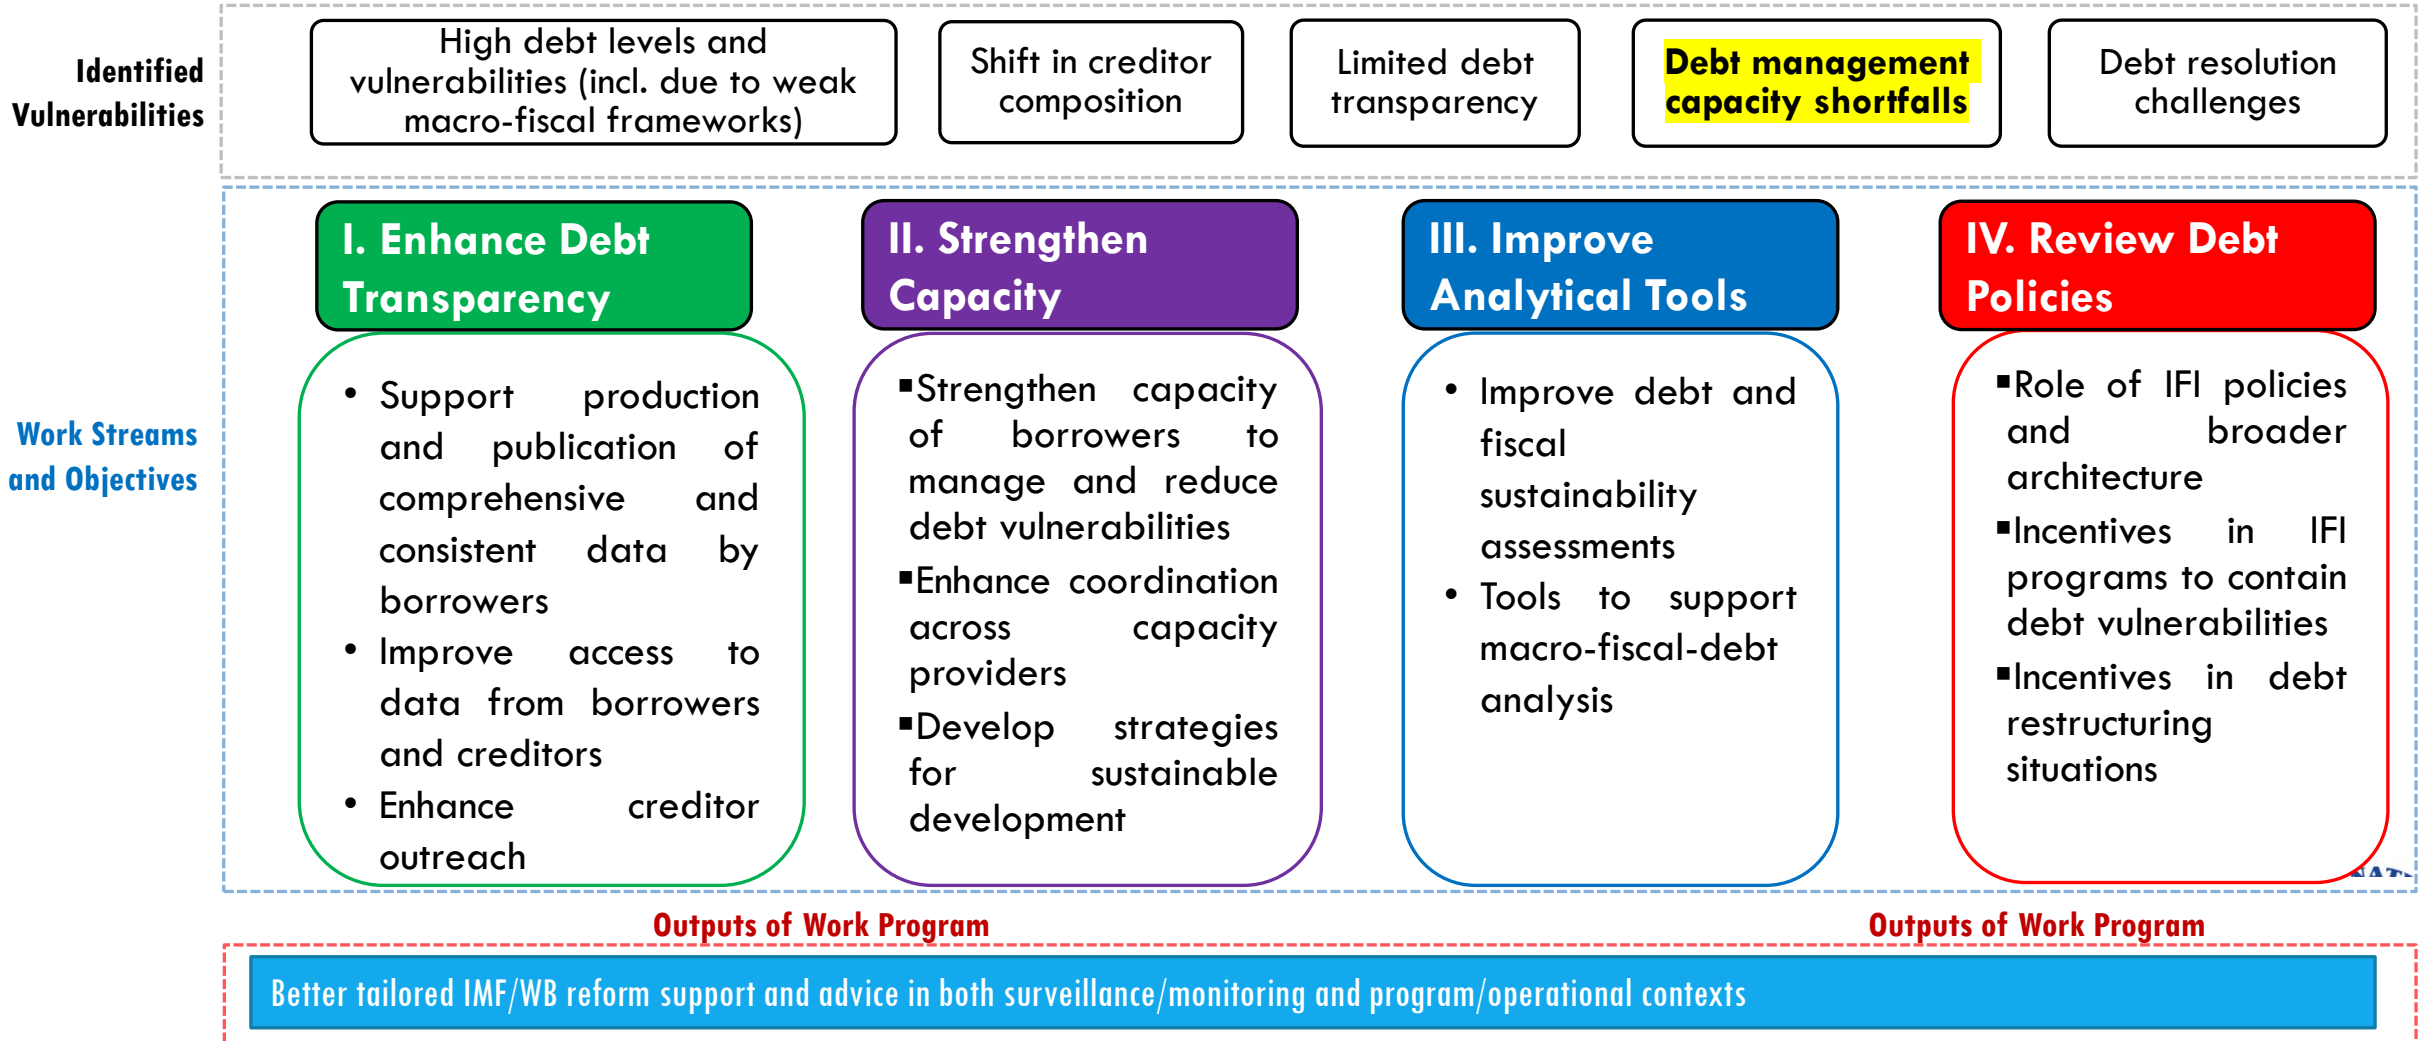 Identified
Vulnerabilities
High debt levels and
vulnerabilities (incl. due to weak
macro-fiscal frameworks)
Shift in creditor
composition
Limited debt
transparency
Debt management
capacity shortfalls
Debt resolution
challenges
Work Streams
and Objectives
I. Enhance Debt
Transparency
• Support production
and publication of
comprehensive and
consistent data by
borrowers
• Improve access to
data from borrowers
and creditors
• Enhance creditor
outreach
II. Strengthen
Capacity
▪Strengthen capacity
of borrowers to
manage and reduce
debt vulnerabilities
▪Enhance coordination
across capacity
providers
▪Develop strategies
for sustainable
development
III. Improve
Analytical Tools
• Improve debt and
fiscal
sustainability
assessments
• Tools to support
macro-fiscal-debt
analysis
IV. Review Debt
Policies
▪Role of IFI policies
and broader
architecture
▪Incentives in IFI
programs to contain
debt vulnerabilities
▪Incentives in debt
restructuring
situations
Outputs of Work Program
Outputs of Work Program
Better tailored IMF/WB reform support and advice in both surveillance/monitoring and program/operational contexts